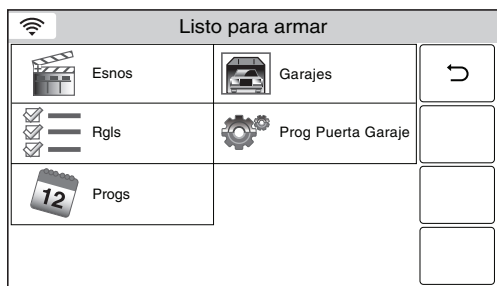 Listo para armar
Esnos
Garajes
Rgls
Prog Puerta Garaje
12
Progs